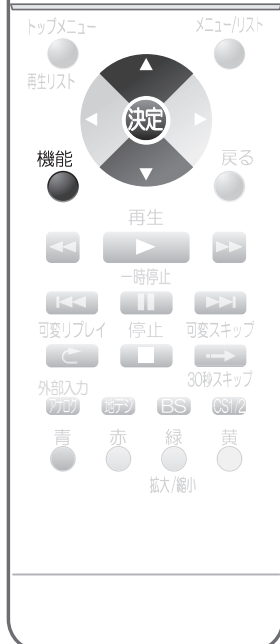 トップメニュー メニュー/リスト
再生リスト
決定
機能 戻る
再生
一時停止
可変リプレイ 停止 可変スキップ
30秒スキップ
外部入力
アナログ 地デジ BS CS1/2
青 赤 緑 黄
拡大/縮小